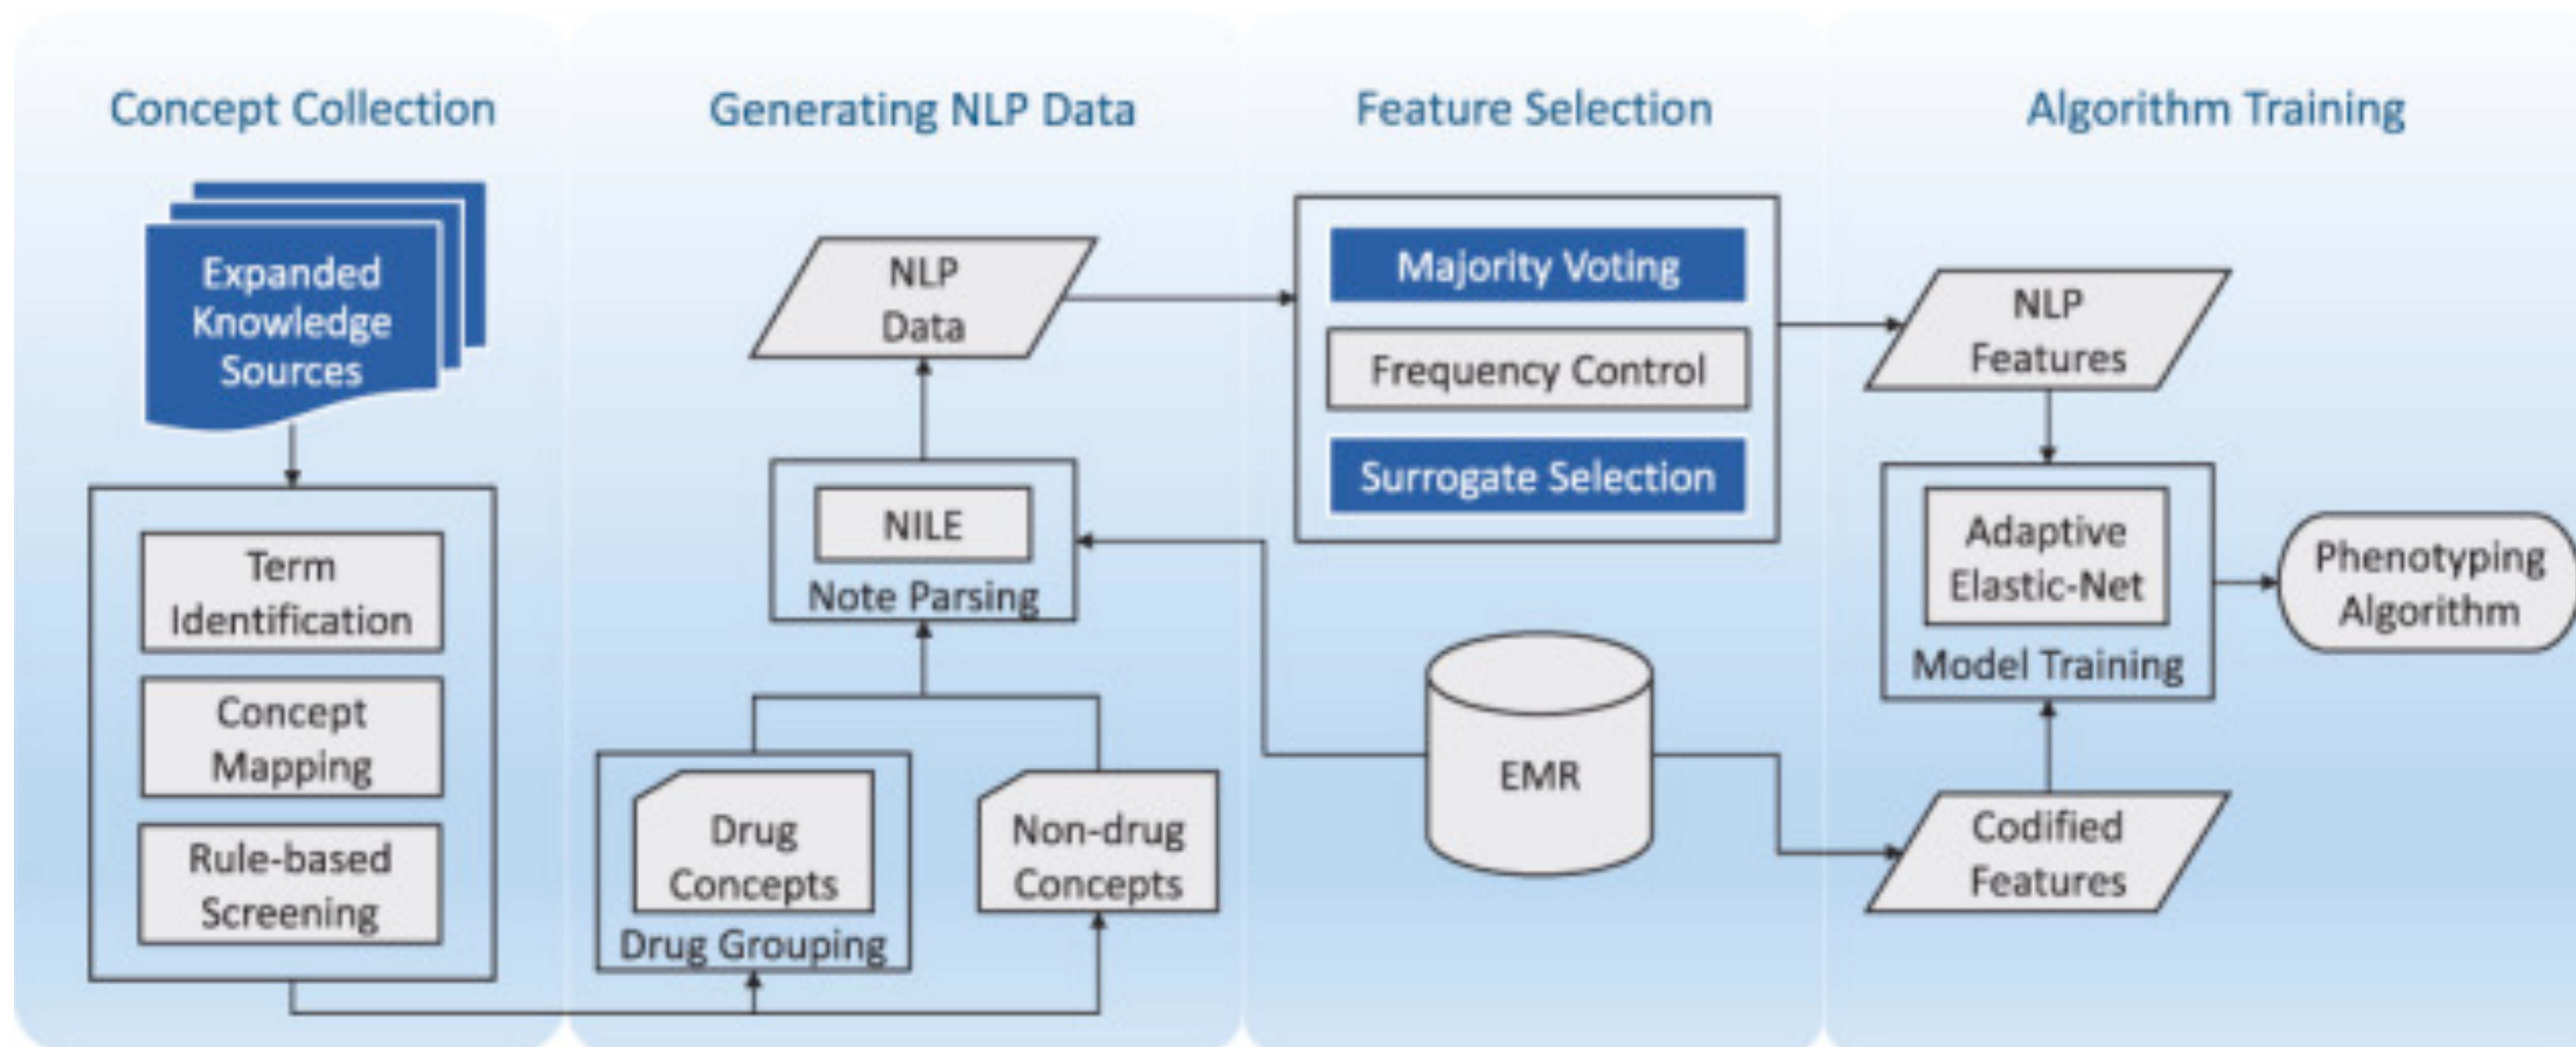 Concept Collection
Expanded
Knowledge
Sources
Term
Identification
Concept
Mapping
Rule-based
Screening
Generating NLP Data
NLP
Data
NILE
Note Parsing
Drug
Concepts
Drug Grouping
Non-drug
Concepts
Feature Selection
Majority Voting
Frequency Control
Surrogate Selection
EMR
Algorithm Training
NLP
Features
Adaptive
Elastic-Net
Model Training
Phenotyping
Algorithm
Codified
Features